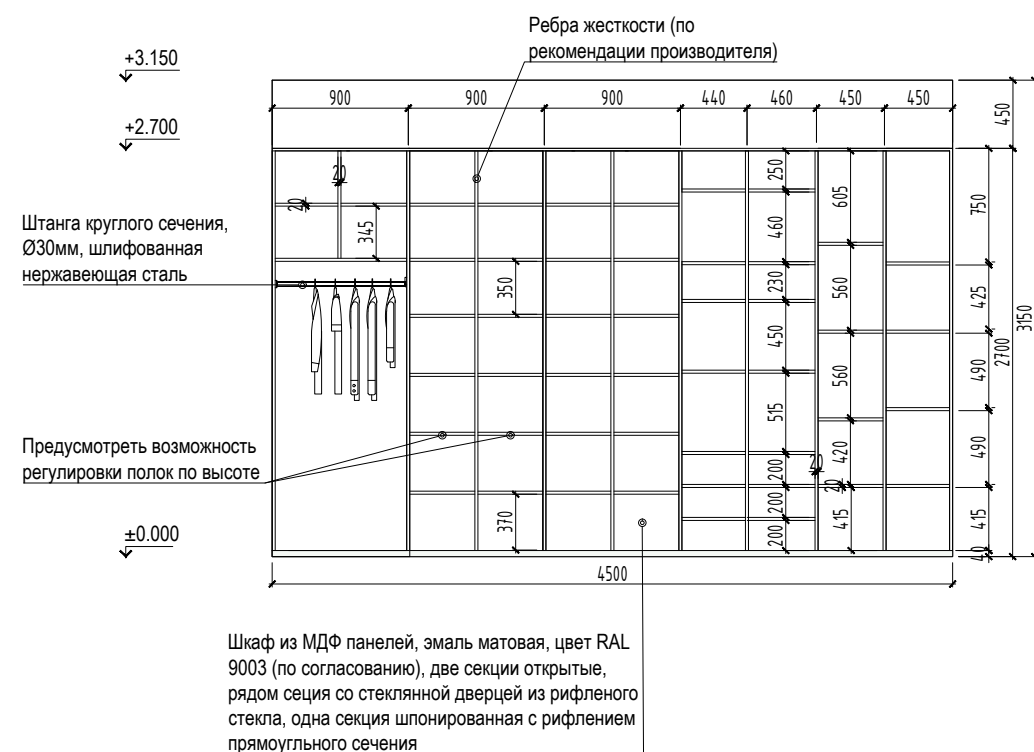 Ребра жесткости (по
рекомендации производителя)
+3.150
900 900 900 440 460 450 450
450
+2.700
20
20
345
250
605
750
Штанга круглого сечения,
Ø30мм, шлифованная
нержавеющая сталь
460
350
230
560
425
450
560
490
2700
3150
515
Предусмотреть возможность
регулировки полок по высоте
420
490
20
20
200
200
200
370
415
415
±0.000
40
4500
Шкаф из МДФ панелей, эмаль матовая, цвет RAL
9003 (по согласованию), две секции открытые,
рядом сеция со стеклянной дверцей из рифленого
стекла, одна секция шпонированная с рифлением
прямоугльного сечения